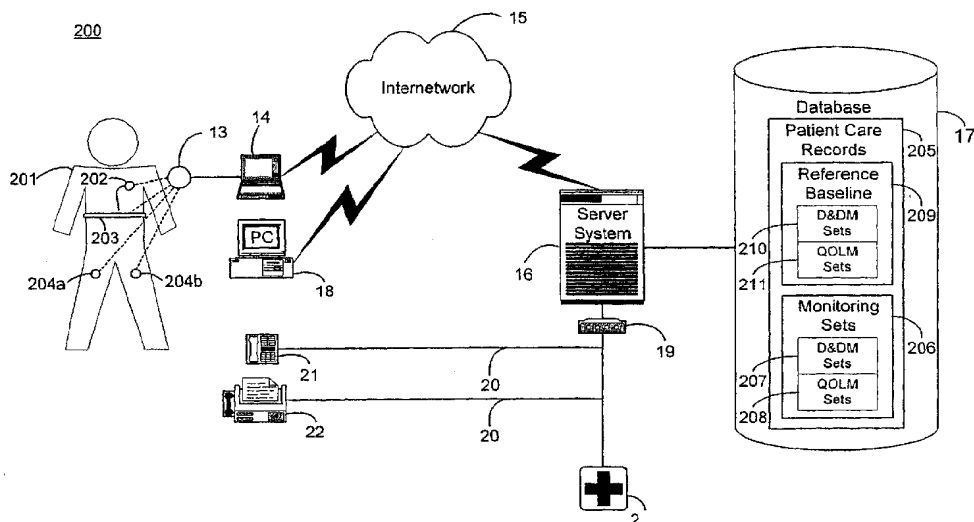 200
15
Internetwork
13
14
201
202
203
204a
204b
PC
18
Server
System
16
19
21
20
22
20
2
Database
17
Patient Care
Records
205
Reference
Baseline
209
D&DM
Sets
210
QOLM
Sets
211
Monitoring
Sets
206
D&DM
Sets
207
QOLM
Sets
208